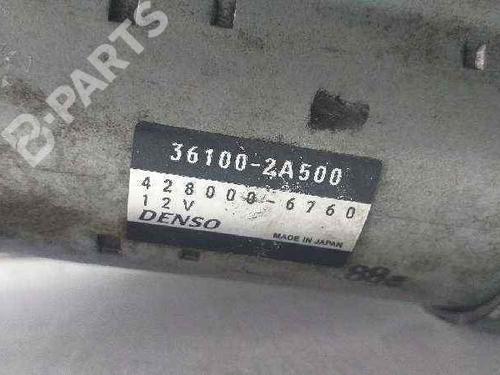 36100-2A500
428000-6760
12V
DENSO
MADE IN JAPAN
B-PARTS